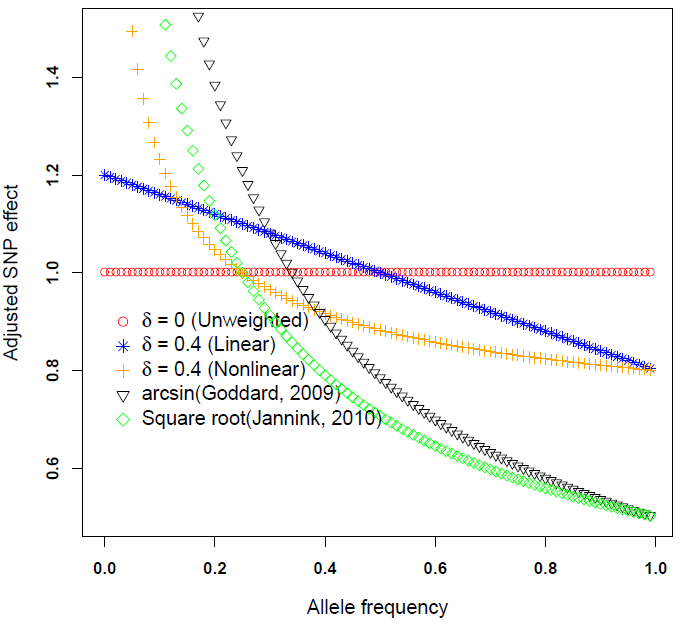 1.4
1.2
1.0
0.8
0.6
Adjusted SNP effect
δ = 0 (Unweighted)
δ = 0.4 (Linear)
δ = 0.4 (Nonlinear)
arcsin(Goddard, 2009)
Square root(Jannink, 2010)
0.0 0.2 0.4 0.6 0.8 1.0
Allele frequency